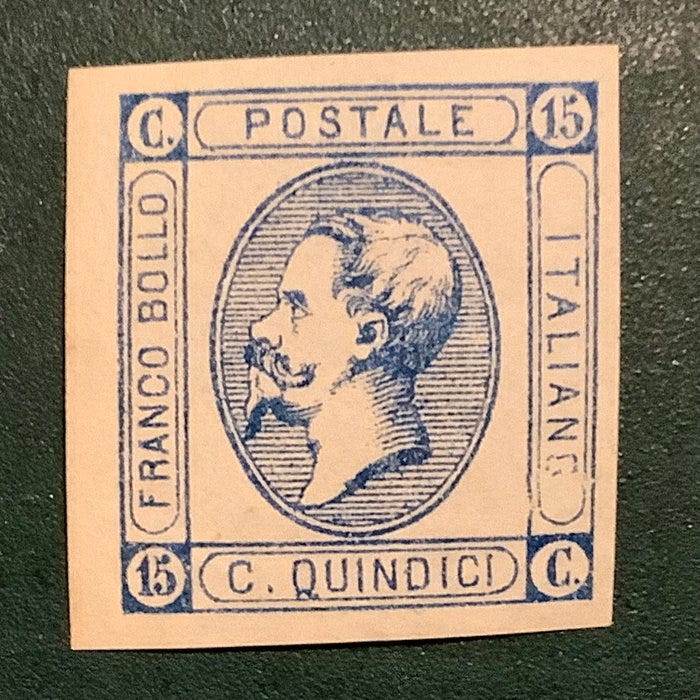 C. POSTALE 15
FRANCO BOLLO
ITALIANO
15 C. QUINDICI C.